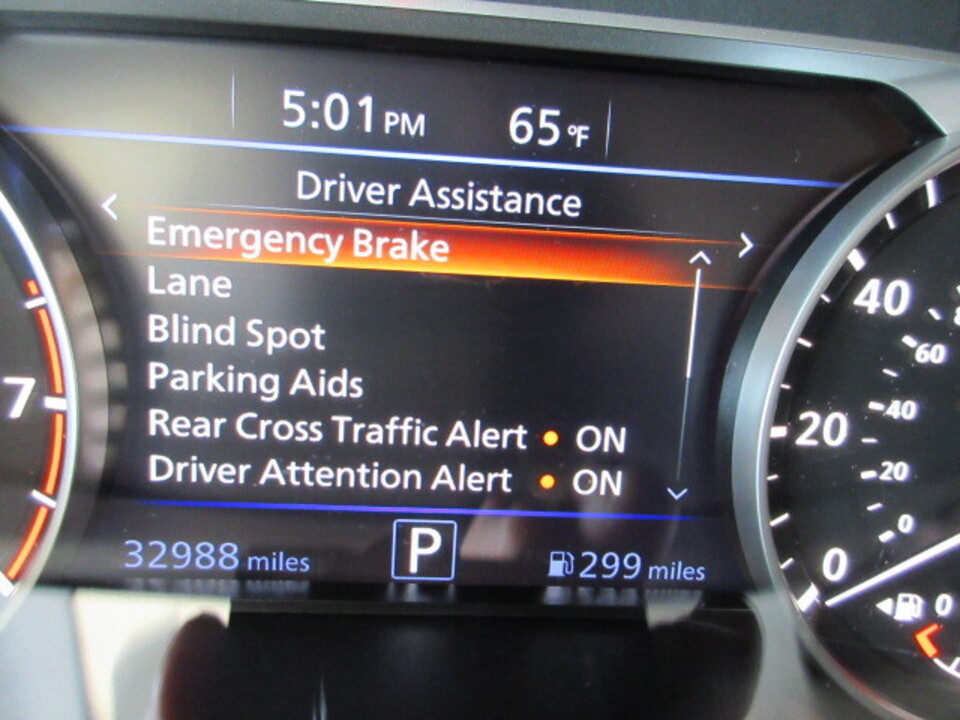 5:01 PM 65°F
Driver Assistance
Emergency Brake
Lane
Blind Spot
Parking Aids
Rear Cross Traffic Alert • ON
Driver Attention Alert • ON
32988 miles P 299 miles
7
40
20
0
60
40
20
0
0